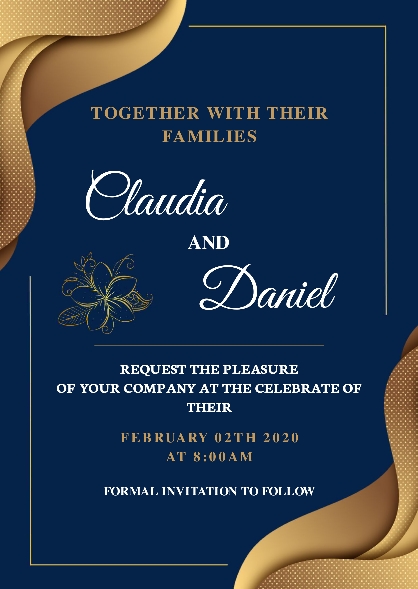 TOGETHER WITH THEIR
FAMILIES
Claudia
AND
Daniel
REQUEST THE PLEASURE
OF YOUR COMPANY AT THE CELEBRATE OF
THEIR
FEBRUARY 02TH 2020
AT 8:00AM
FORMAL INVITATION TO FOLLOW